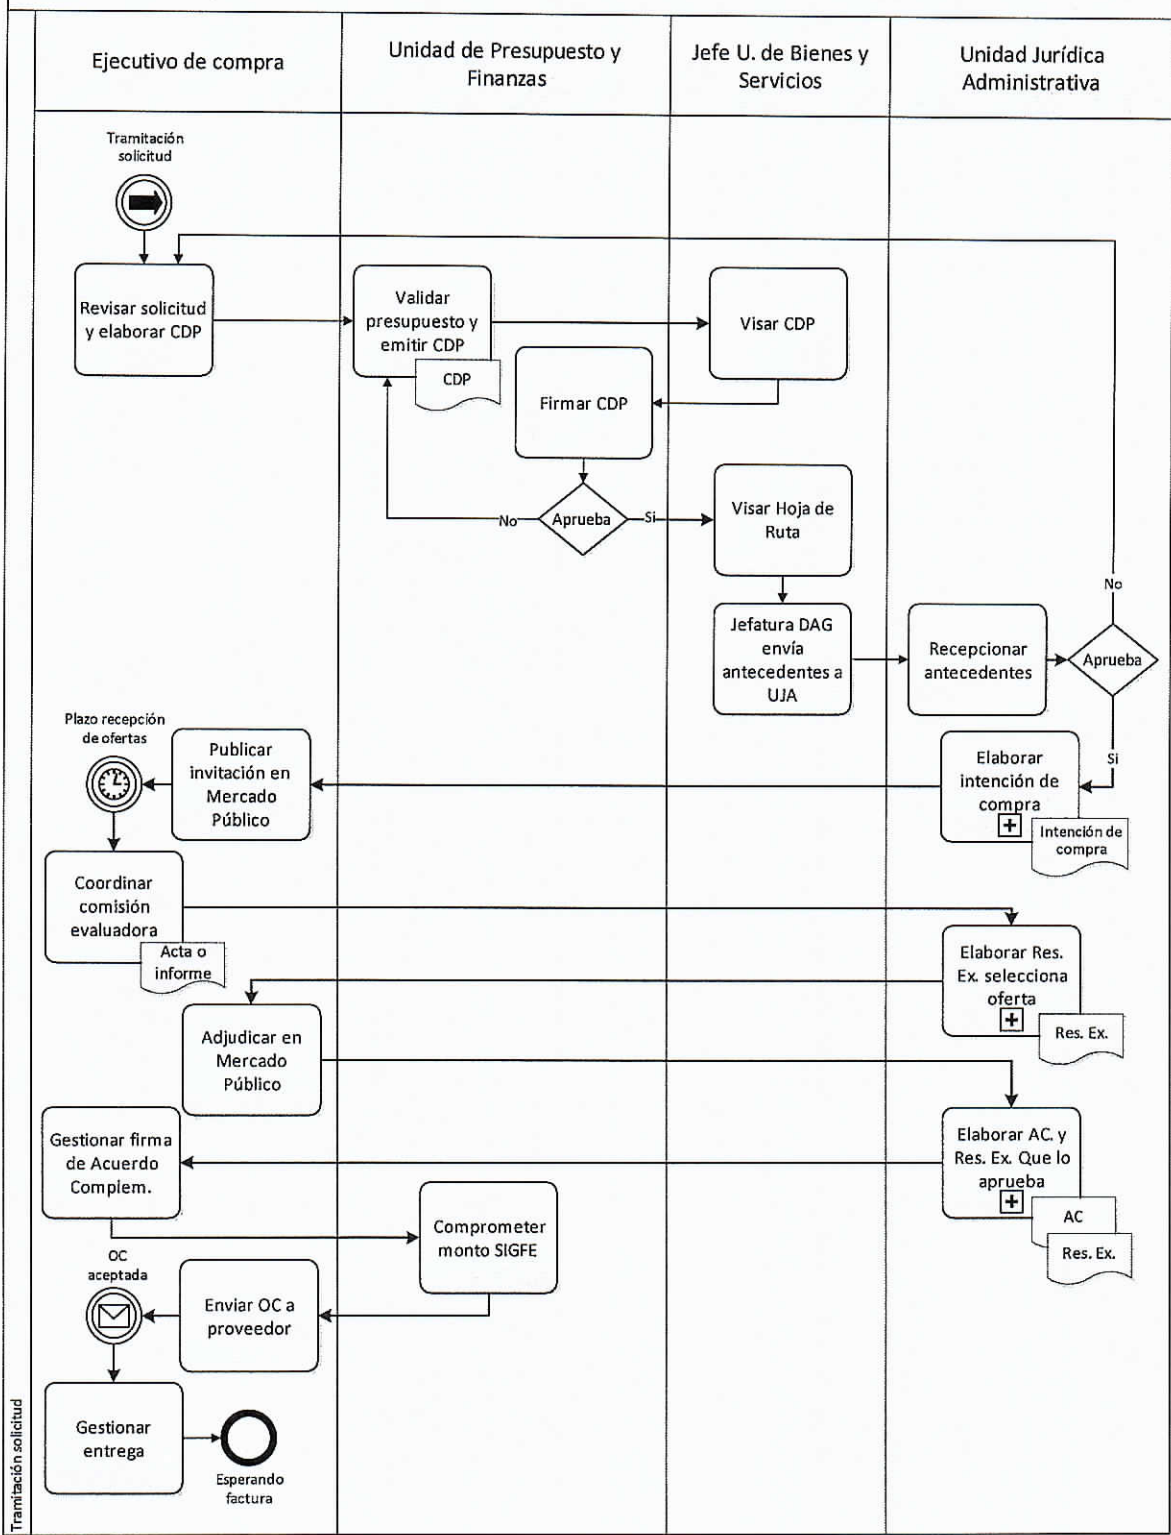 Ejecutivo de compra
Unidad de Presupuesto y
Finanzas
Jefe U. de Bienes y
Servicios
Unidad Jurídica
Administrativa
Tramitación
solicitud
Revisar solicitud
y elaborar CDP
Validar
presupuesto y
emitir CDP
CDP
Visar CDP
Firmar CDP
No
Aprueba
Si
Visar Hoja de
Ruta
No
Jefatura DAG
envía
antecedentes a
UJA
Recepcionar
antecedentes
Aprueba
Si
Plazo recepción
de ofertas
Publicar
invitación en
Mercado
Público
Elaborar
intención de
compra
Intención de
compra
Coordinar
comisión
evaluadora
Acta o
informe
Elaborar Res.
Ex. selecciona
oferta
Res. Ex.
Adjudicar en
Mercado
Público
Gestionar firma
de Acuerdo
Complem.
Elaborar AC. y
Res. Ex. Que lo
aprueba
AC
Res. Ex.
Comprometer
monto SIGFE
OC
aceptada
Enviar OC a
proveedor
Gestionar
entrega
Esperando
factura
Tramitación solicitud